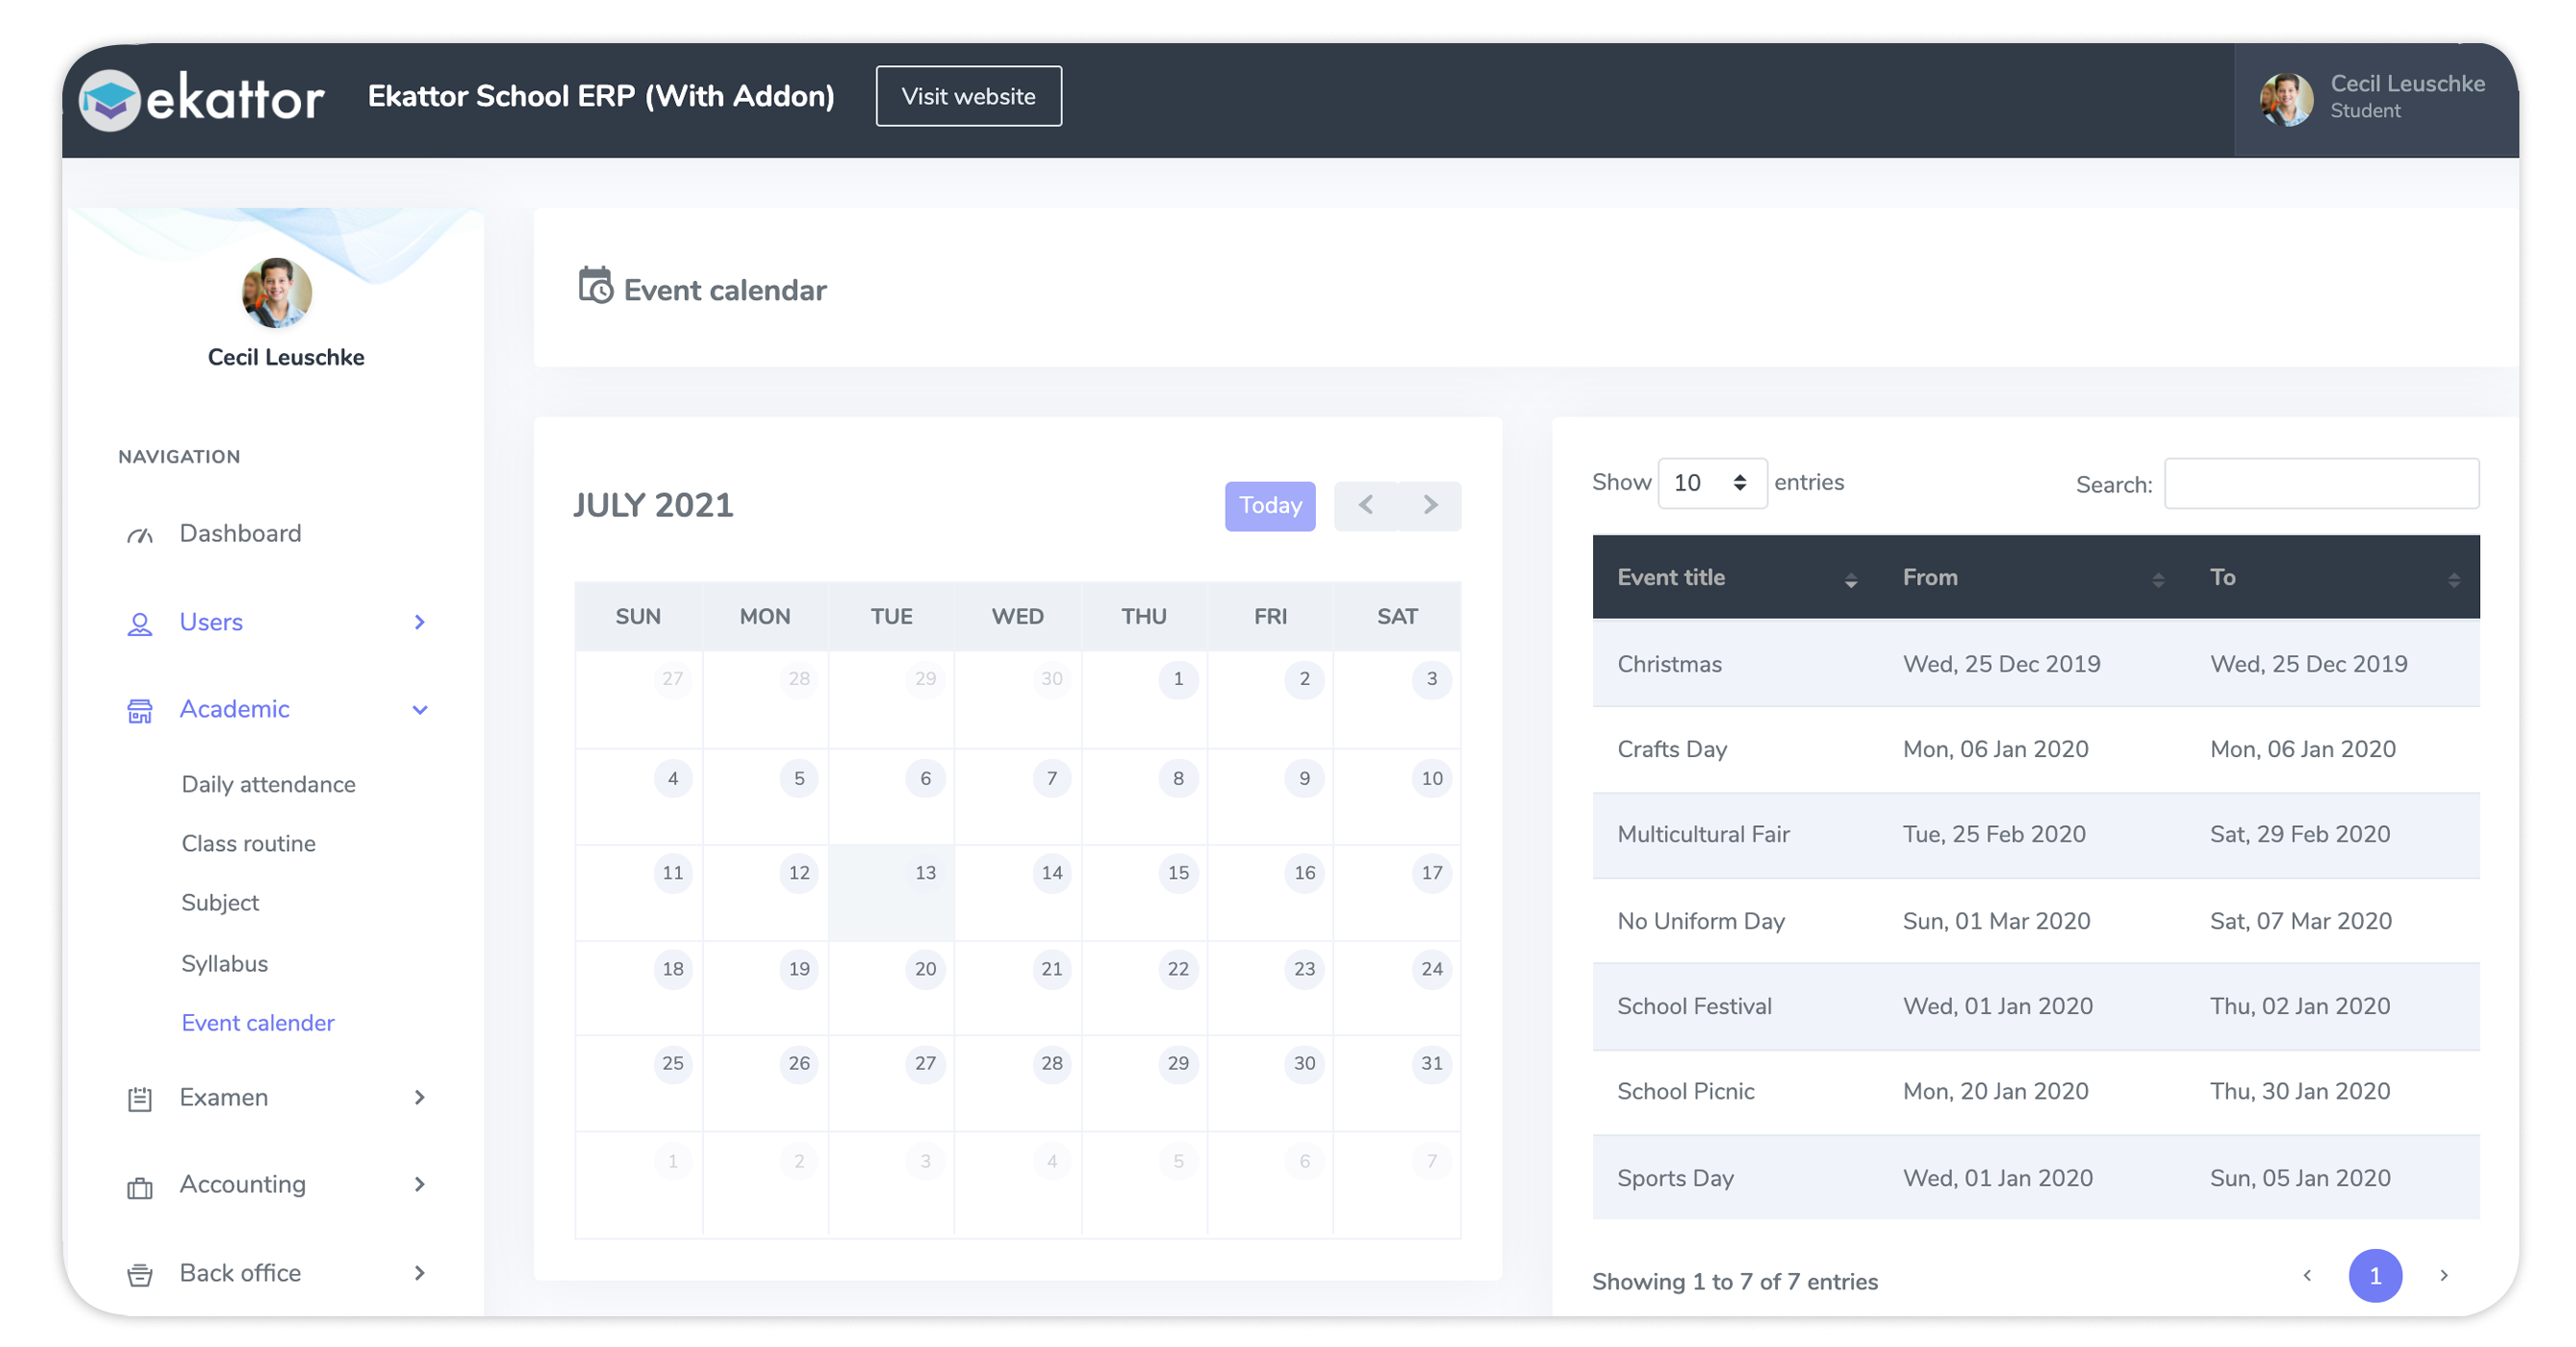 ekattor Ekattor School ERP (With Addon) Visit website Cecil Leuschke
Student
Cecil Leuschke
NAVIGATION
Dashboard
Users
Academic
Daily attendance
Class routine
Subject
Syllabus
Event calender
Examen
Accounting
Back office
Event calendar
JULY 2021 Today
SUN MON TUE WED THU FRI SAT
27 28 29 30 1 2 3
4 5 6 7 8 9 10
11 12 13 14 15 16 17
18 19 20 21 22 23 24
25 26 27 28 29 30 31
1 2 3 4 5 6 7
Show 10 entries Search:
Event title From To
Christmas Wed, 25 Dec 2019 Wed, 25 Dec 2019
Crafts Day Mon, 06 Jan 2020 Mon, 06 Jan 2020
Multicultural Fair Tue, 25 Feb 2020 Sat, 29 Feb 2020
No Uniform Day Sun, 01 Mar 2020 Sat, 07 Mar 2020
School Festival Wed, 01 Jan 2020 Thu, 02 Jan 2020
School Picnic Mon, 20 Jan 2020 Thu, 30 Jan 2020
Sports Day Wed, 01 Jan 2020 Sun, 05 Jan 2020
Showing 1 to 7 of 7 entries 1